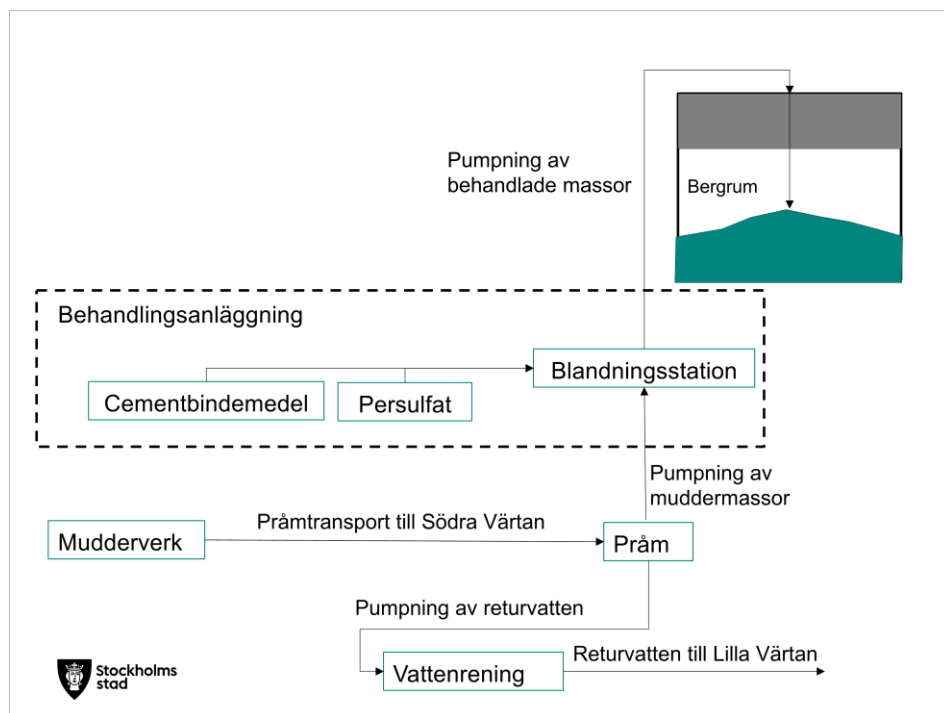 Pumpning av
behandlade massor
Bergrum
Behandlingsanläggning
Blandningsstation
Cementbindemedel
Persulfat
Pumpning av
muddermassor
Pråmtransport till Södra Värtan
Mudderverk
Pråm
Pumpning av returvatten
Returvatten till Lilla Värtan
Vattenrening
Stockholms
stad